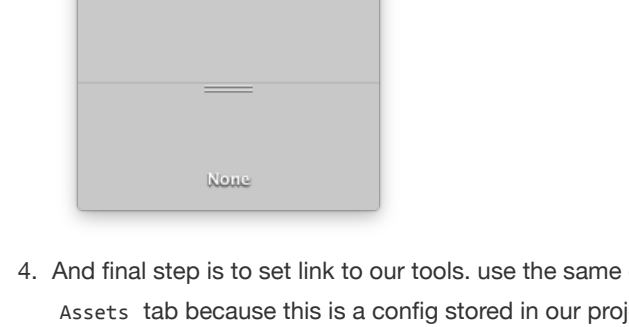 None
4. And final step is to set link to our tools. use the same
Assets tab because this is a config stored in our proj